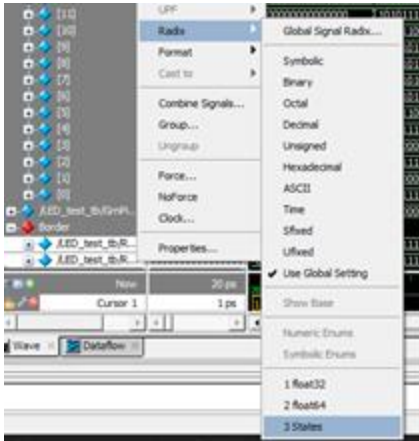 [11]
[10]
[9]
[8]
[7]
[6]
[5]
[4]
[3]
[2]
[1]
[0]
/LED_test_tb/
Border
/LED_test_tb/R...
/LED_test_tb/R...
Now
20 ps
Cursor 1
1 ps
Wave
Dataflow
UPF
Radix
Format
Cast to
Combine Signals...
Group...
Ungroup
Force...
NoForce
Clock...
Properties...
Global Signal Radix...
Symbolic
Binary
Octal
Decimal
Unsigned
Hexadecimal
ASCII
Time
Sfixed
Ufixed
Use Global Setting
Show Base
Numeric Enums
Symbolic Enums
1 float32
2 float64
3 States